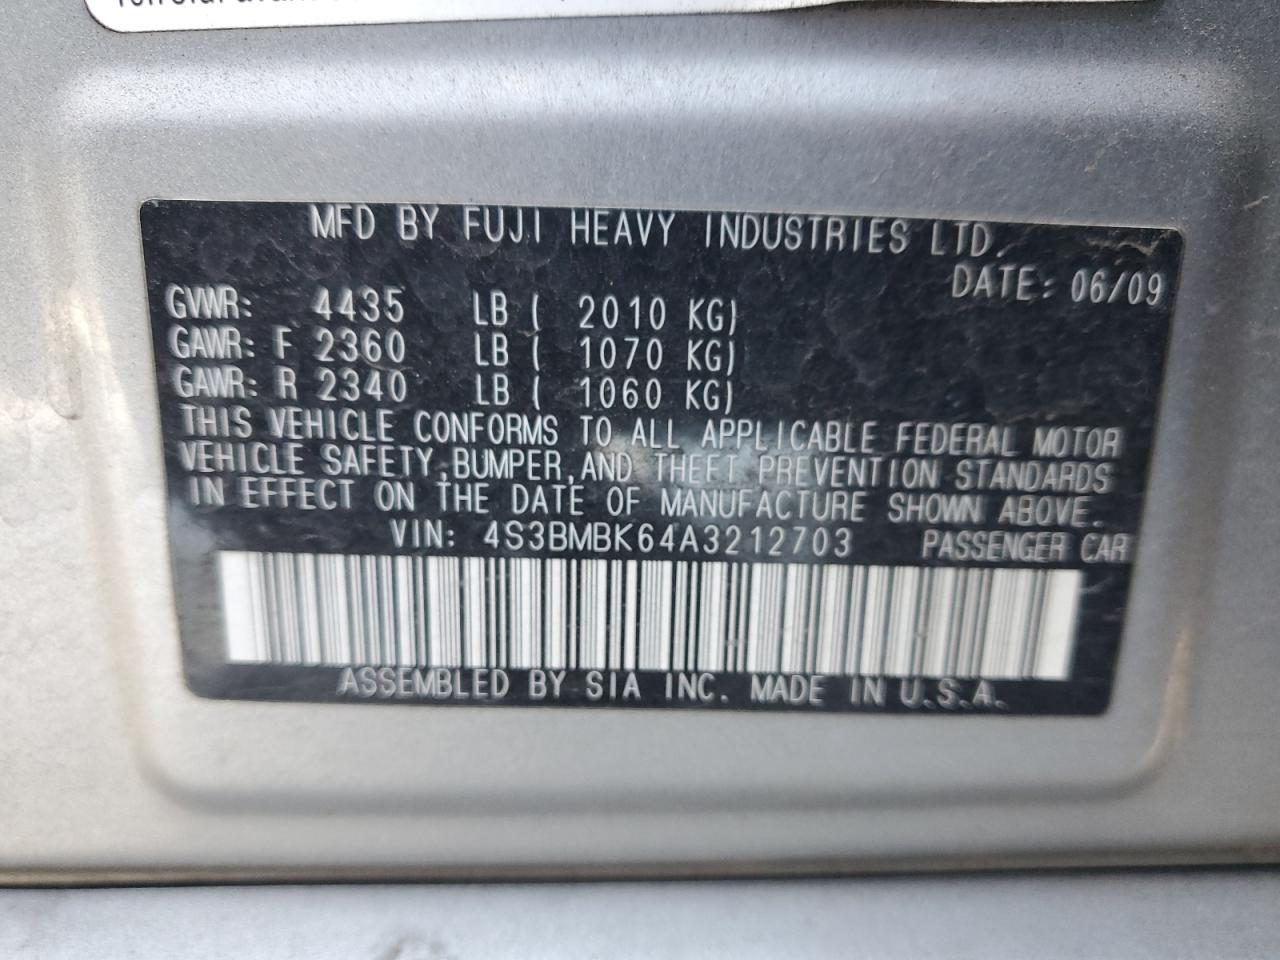 MFD BY FUJI HEAVY INDUSTRIES LTD.
DATE: 06/09
GVWR: 4435 LB ( 2010 KG)
GAWR: F 2360 LB ( 1070 KG)
GAWR: R 2340 LB ( 1060 KG)
THIS VEHICLE CONFORMS TO ALL APPLICABLE FEDERAL MOTOR
VEHICLE SAFETY,BUMPER,AND THEFT PREVENTION STANDARDS
IN EFFECT ON THE DATE OF MANUFACTURE SHOWN ABOVE.
VIN: 4S3BMBK64A3212703 PASSENGER CAR
ASSEMBLED BY SIA INC. MADE IN U.S.A.